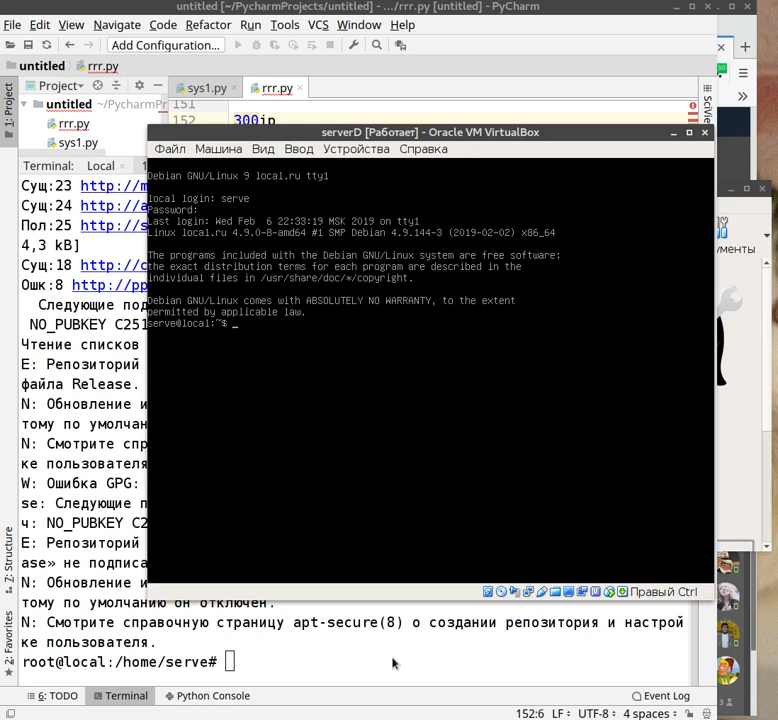 untitled [~/PycharmProjects/untitled] - .../rrr.py [untitled] - PyCharm
File Edit View Navigate Code Refactor Run Tools VCS Window Help
Add Configuration...
untitled rrr.py
1: Project
Project
sys1.py
rrr.py
SciView
untitled ~/PycharmPr
rrr.py
sys1.py
151
152 300ip
Terminal: Local
serverD [Работает] - Oracle VM VirtualBox
Файл Машина Вид Ввод Устройства Справка
Debian GNU/Linux 9 local.ru tty1
local login: serve
Password:
Last login: Wed Feb 6 22:33:19 MSK 2019 on tty1
Linux local.ru 4.9.0-8-amd64 #1 SMP Debian 4.9.144-3 (2019-02-02) x86_64
The programs included with the Debian GNU/Linux system are free software;
the exact distribution terms for each program are described in the
individual files in /usr/share/doc/*/copyright.
Debian GNU/Linux comes with ABSOLUTELY NO WARRANTY, to the extent
permitted by applicable law.
serve@local:~$ _
Правый Ctrl
Сущ:23 http://m
Сущ:24 http://a
Пол:25 http://s
4,3 kB]
Сущ:18 http://c
Ошк:8 http://pp
Следующие под
NO_PUBKEY C251
Чтение списков
E: Репозиторий
файла Release.
N: Обновление и
тому по умолчан
N: Смотрите спр
ке пользователя
W: Ошибка GPG:
se: Следующие п
ч: NO_PUBKEY C2
E: Репозиторий
ase» не подписа
N: Обновление и
тому по умолчанию он отключен.
N: Смотрите справочную страницу apt-secure(8) о создании репозитория и настрой
ке пользователя.
root@local:/home/serve#
Z: Structure
2: Favorites
ументы
6: TODO Terminal Python Console Event Log
152:6 LF UTF-8 4 spaces